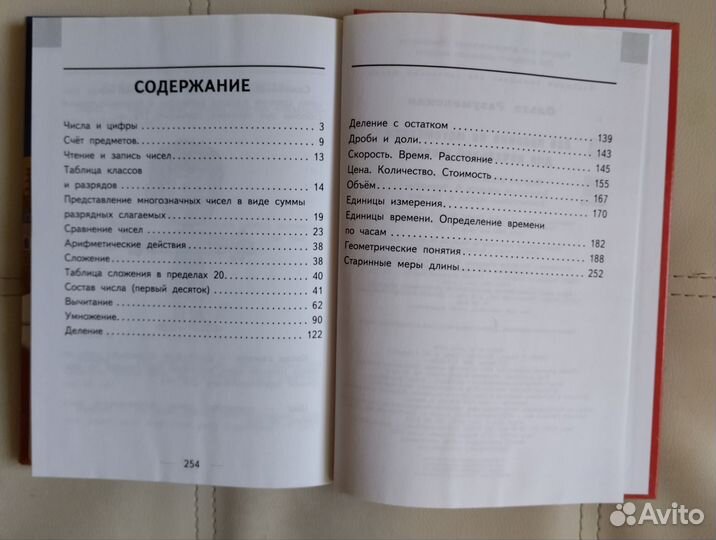 СОДЕРЖАНИЕ
Числа и цифры ........ 3
Счёт предметов. ........ 9
Чтение и запись чисел ........ 13
Таблица классов
и разрядов ........ 14
Представление многозначных чисел в виде суммы
разрядных слагаемых ........ 19
Сравнение чисел ........ 23
Арифметические действия ........ 38
Сложение ........ 38
Таблица сложения в пределах 20. ........ 40
Состав числа (первый десяток) ........ 41
Вычитание ........ 62
Умножение. ........ 90
Деление ........ 122
254
Деление с остатком ........ 139
Дроби и доли. ........ 143
Скорость. Время. Расстояние ........ 145
Цена. Количество. Стоимость ........ 155
Объём ........ 167
Единицы измерения. ........ 170
Единицы времени. Определение времени
по часам ........ 182
Геометрические понятия ........ 188
Старинные меры длины ........ 252
Avito